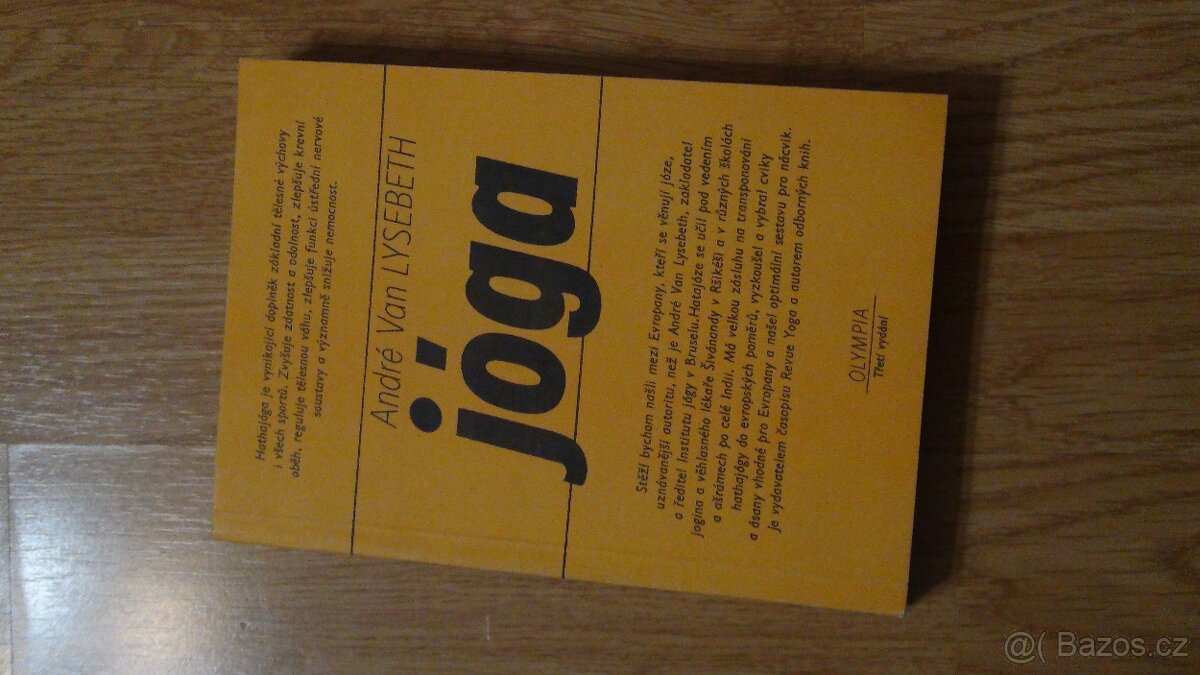 Hathajóga je vynikající doplněk základní tělesné výchovy
i všech sportů. Zvyšuje zdatnost a odolnost, zlepšuje krevní
oběh, reguluje tělesnou váhu, zlepšuje funkci ústřední nervové
soustavy a významně snižuje nemocnost.
André Van LYSEBETH
jóga
Stěží bychom našli mezi Evropany, kteří se věnují józe,
uznávanější autoritu, než je André Van Lysebeth, zakladatel
a ředitel Institutu jógy v Bruselu. Hatajóze se učil pod vedením
jogina a věhlasného lékaře Šivánandy v Ršikéši a v různých školách
a ašrámech po celé Indii. Má velkou zásluhu na transponování
hathajógy do evropských poměrů, vyzkoušel a vybral cviky
a ásany vhodné pro Evropany a našel optimální sestavu pro nácvik.
Je vydavatelem časopisu Revue Yoga a autorem odborných knih.
OLYMPIA
Třetí vydání
@( Bazos.cz